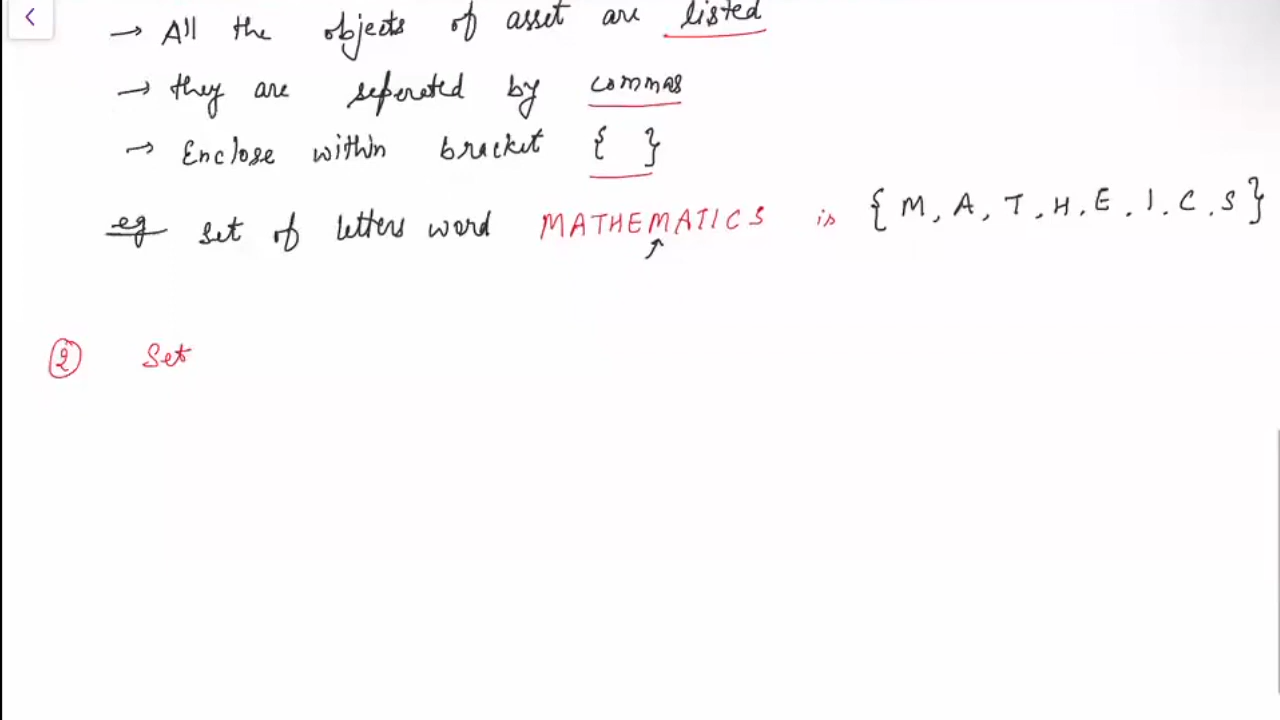 → All the objects of asset are listed
→ they are seperated by commas
→ Enclose within bracket { }
eg set of letters word MATHEMATICS is {M, A, T, H, E, I, C, S}
② Set